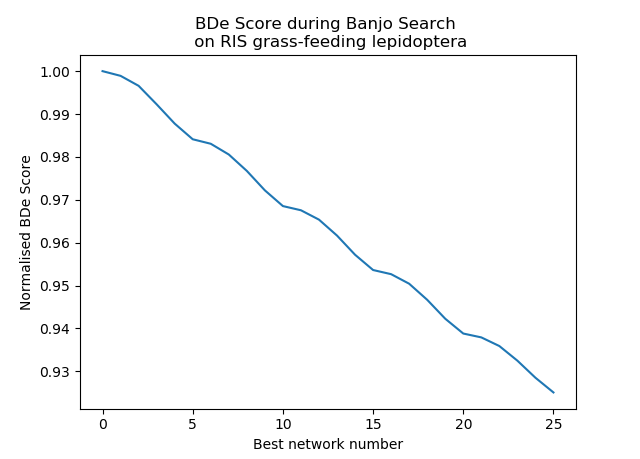 BDe Score during Banjo Search
on RIS grass-feeding lepidoptera
1.00
0.99
0.98
0.97
0.96
0.95
0.94
0.93
Normalised BDe Score
0 5 10 15 20 25
Best network number